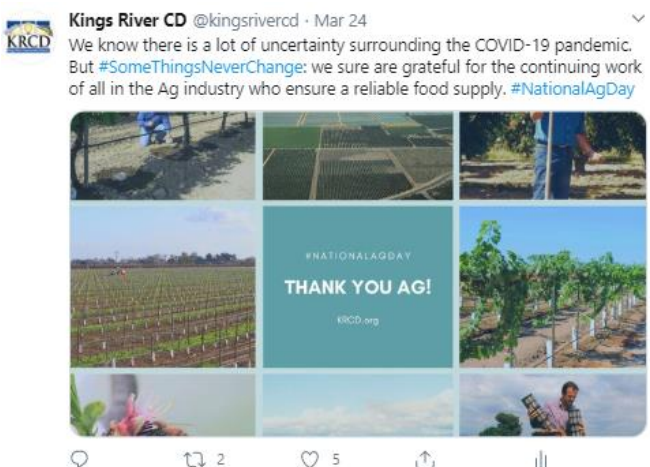 KRCD
Kings River CD @kingsrivercd · Mar 24
We know there is a lot of uncertainty surrounding the COVID-19 pandemic.
But #SomeThingsNeverChange: we sure are grateful for the continuing work
of all in the Ag industry who ensure a reliable food supply. #NationalAgDay
#NATIONALAGDAY
THANK YOU AG!
KRCD.org
2
5